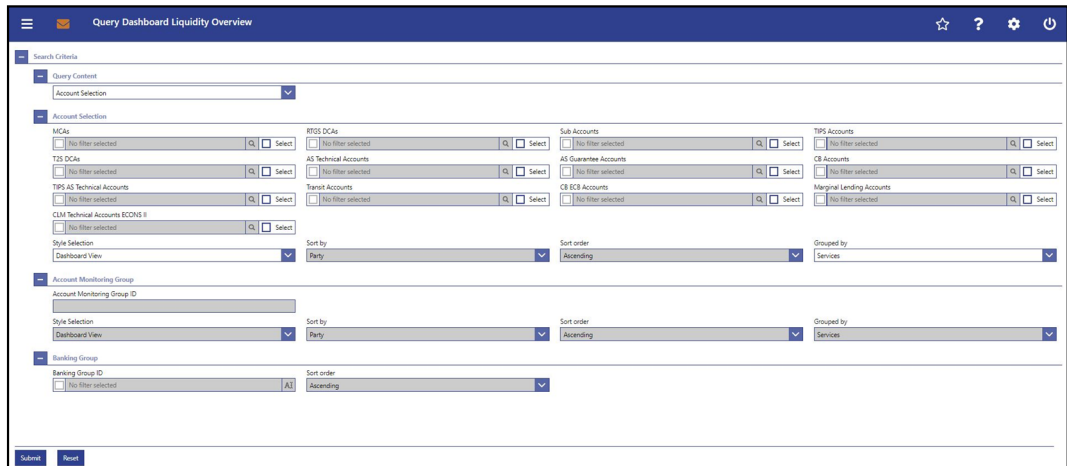 Query Dashboard Liquidity Overview
?
Search Criteria
Query Content
Account Selection
Account Selection
MCAs RTGS DCAs Sub Accounts TIPS Accounts
No filter selected Select No filter selected Select No filter selected Select No filter selected Select
T2S DCAs AS Technical Accounts AS Guarantee Accounts CB Accounts
No filter selected Select No filter selected Select No filter selected Select No filter selected Select
TIPS AS Technical Accounts Transit Accounts CB ECB Accounts Marginal Lending Accounts
No filter selected Select No filter selected Select No filter selected Select No filter selected Select
CLM Technical Accounts ECONS II
No filter selected Select
Style Selection Sort by Sort order Grouped by
Dashboard View Party Ascending Services
Account Monitoring Group
Account Monitoring Group ID
Style Selection Sort by Sort order Grouped by
Dashboard View Party Ascending Services
Banking Group
Banking Group ID Sort order
No filter selected AI Ascending
Submit Reset